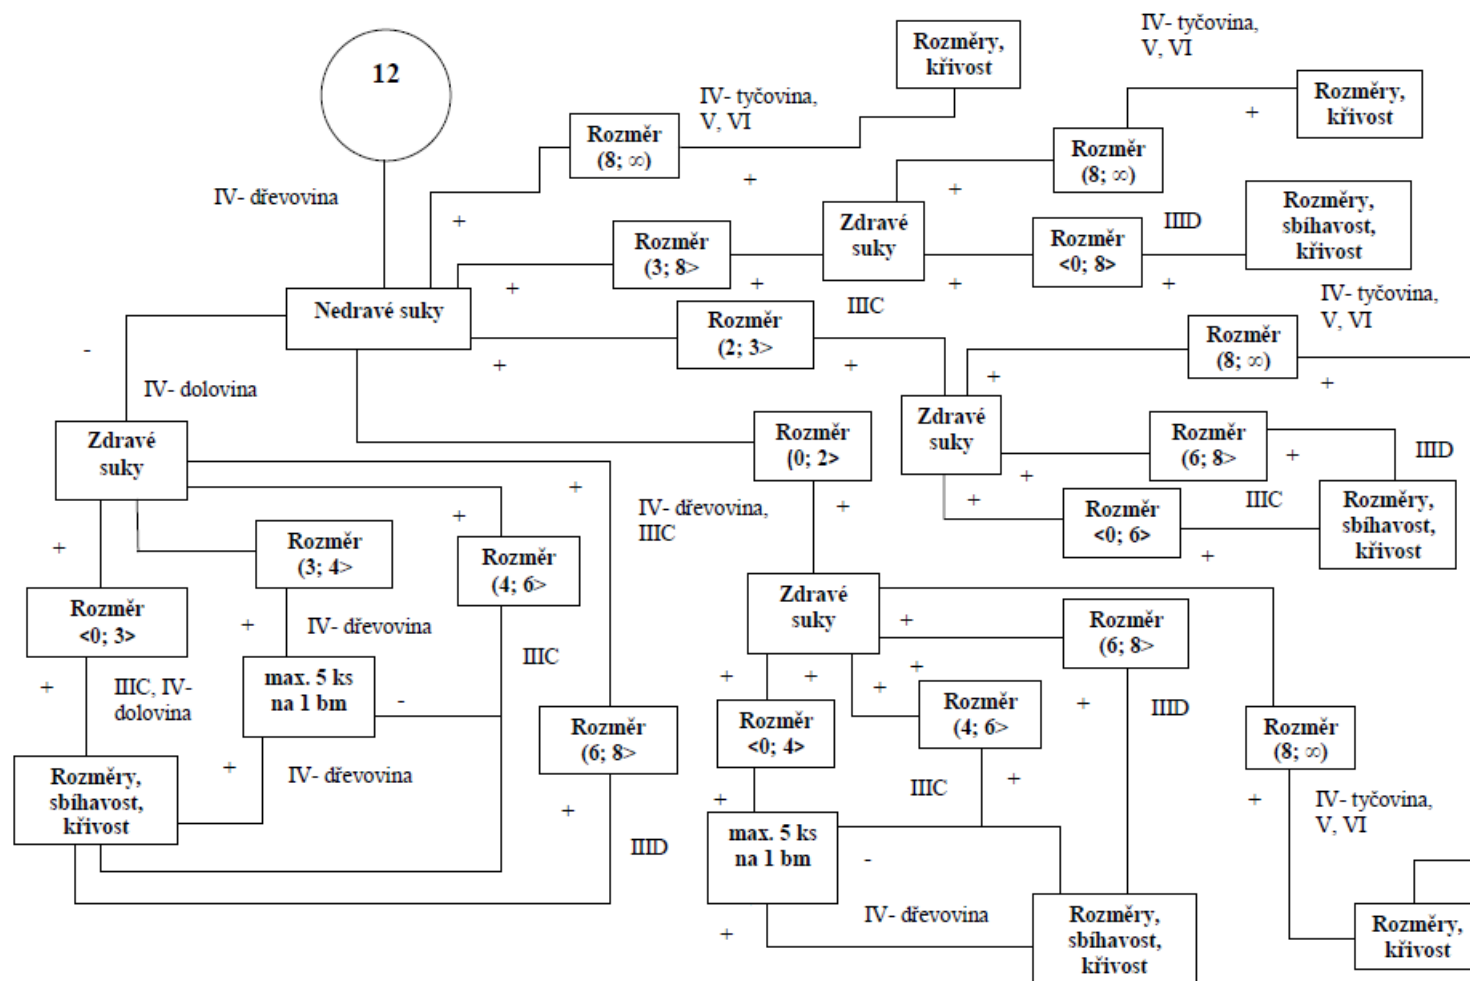 12
IV- dřevovina
Nedravé suky
+
Rozměr
(8; ∞)
IV- tyčovina,
V, VI
+
Rozměry,
křivost
+
Rozměr
(3; 8>
+
Zdravé
suky
+
Rozměr
(8; ∞)
IV- tyčovina,
V, VI
+
Rozměry,
křivost
+
Rozměr
<0; 8>
IIID
+
Rozměry,
sbíhavost,
křivost
IIIC
+
Rozměr
(2; 3>
+
Zdravé
suky
+
Rozměr
(8; ∞)
IV- tyčovina,
V, VI
+
+
Rozměr
(6; 8>
+
IIID
+
Rozměr
<0; 6>
IIIC
+
Rozměry,
sbíhavost,
křivost
-
IV- dolovina
Zdravé
suky
+
Rozměr
<0; 3>
+
IIIC, IV-
dolovina
Rozměr
(3; 4>
+
IV- dřevovina
max. 5 ks
na 1 bm
-
+
IV- dřevovina
+
Rozměr
(4; 6>
IIIC
+
Rozměr
(6; 8>
+
IIID
Rozměry,
sbíhavost,
křivost
Rozměr
(0; 2>
IV- dřevovina,
IIIC
+
Zdravé
suky
+
+
+
+
+
Rozměr
<0; 4>
+
max. 5 ks
na 1 bm
-
+
IV- dřevovina
Rozměr
(4; 6>
IIIC
+
Rozměr
(6; 8>
+
IIID
Rozměry,
sbíhavost,
křivost
Rozměr
(8; ∞)
+
IV- tyčovina,
V, VI
Rozměry,
křivost